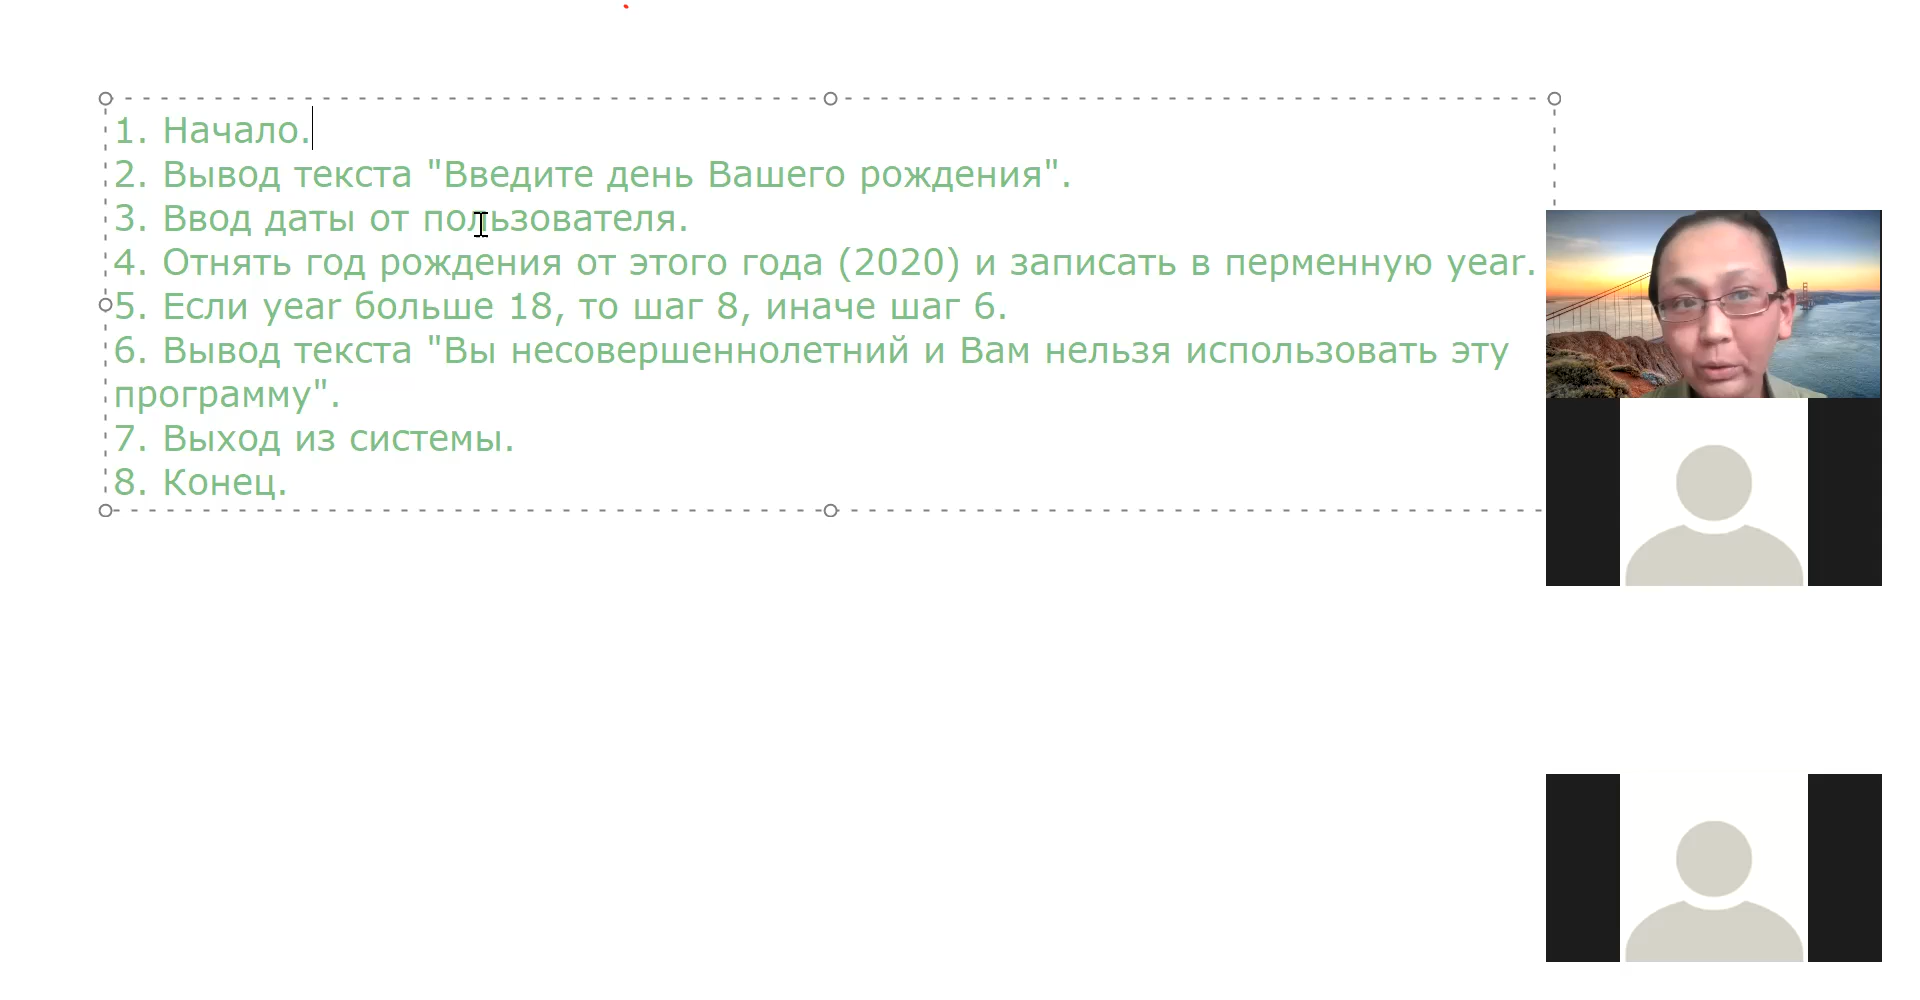 1. Начало.
2. Вывод текста "Введите день Вашего рождения".
3. Ввод даты от пользователя.
4. Отнять год рождения от этого года (2020) и записать в перменную year.
5. Если year больше 18, то шаг 8, иначе шаг 6.
6. Вывод текста "Вы несовершеннолетний и Вам нельзя использовать эту
программу".
7. Выход из системы.
8. Конец.